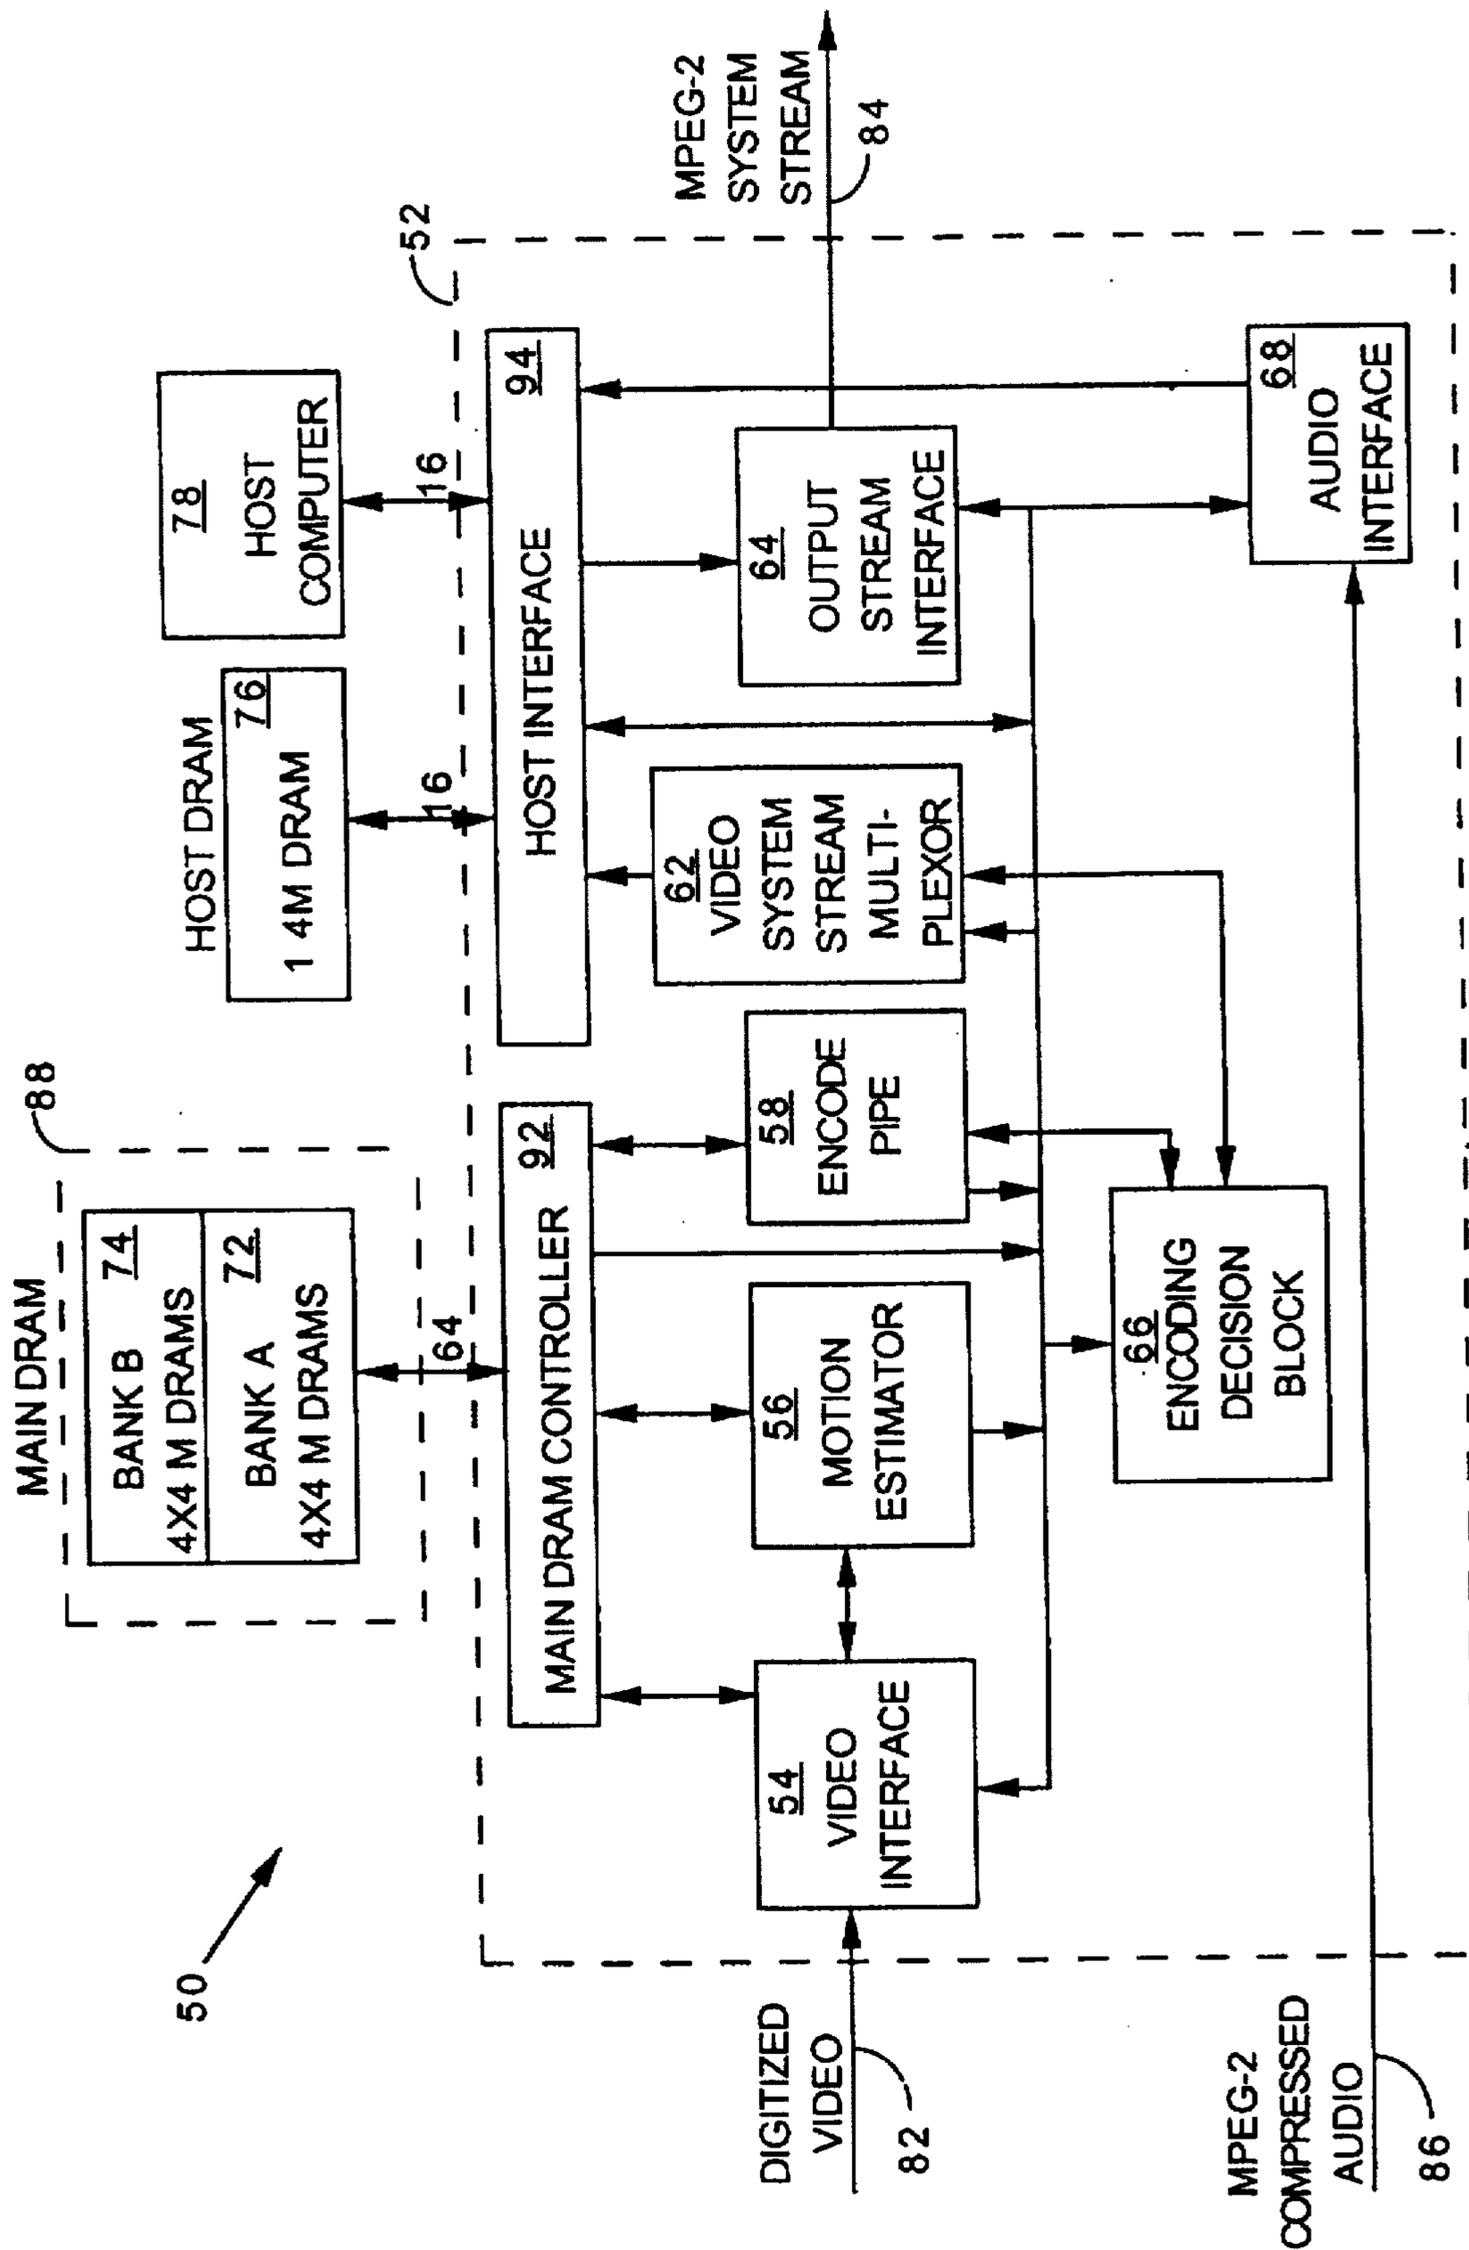 50
MAIN DRAM
88
BANK B
74
4X4 M DRAMS
BANK A
72
4X4 M DRAMS
64
HOST DRAM
76
1 4M DRAM
16
78
HOST
COMPUTER
16
52
MAIN DRAM CONTROLLER
92
HOST INTERFACE
94
DIGITIZED
VIDEO
82
54
VIDEO
INTERFACE
56
MOTION
ESTIMATOR
58
ENCODE
PIPE
62
VIDEO
SYSTEM
STREAM
MULTI-
PLEXOR
64
OUTPUT
STREAM
INTERFACE
MPEG-2
SYSTEM
STREAM
84
66
ENCODING
DECISION
BLOCK
68
AUDIO
INTERFACE
MPEG-2
COMPRESSED
AUDIO
86